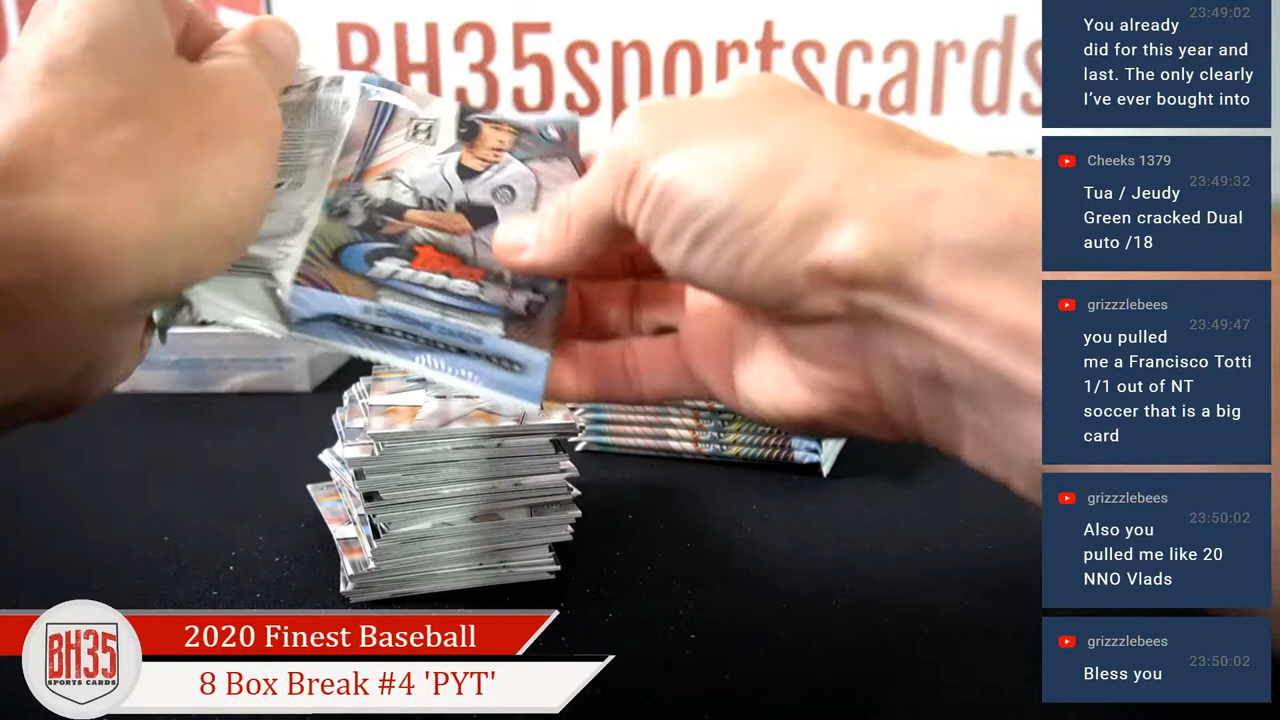 BH35sportscards
23:49:02
You already
did for this year and
last. The only clearly
I've ever bought into
Cheeks 1379
23:49:32
Tua / Jeudy
Green cracked Dual
auto /18
grizzzlebees
23:49:47
you pulled
me a Francisco Totti
1/1 out of NT
soccer that is a big
card
grizzzlebees
23:50:02
Also you
pulled me like 20
NNO Vlads
grizzzlebees
23:50:02
Bless you
2020 Finest Baseball
8 Box Break #4 'PYT'
BH35
SPORTS CARDS